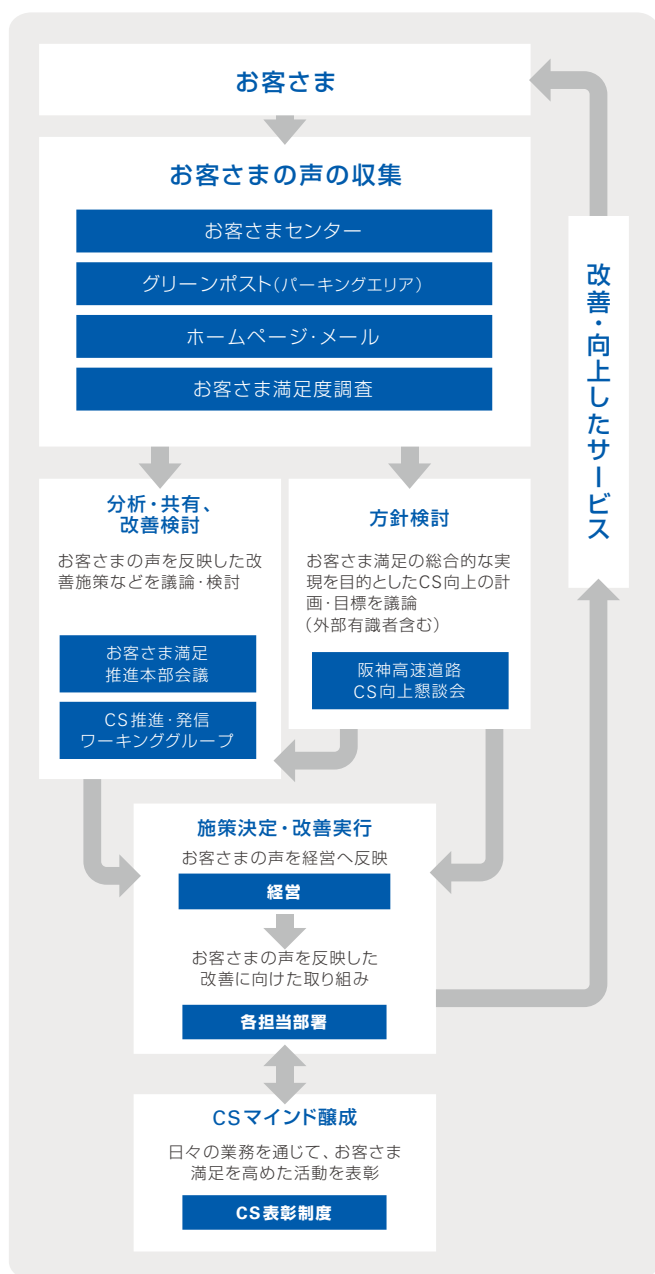 お客さま
お客さまの声の収集
お客さまセンター
グリーンポスト(パーキングエリア)
ホームページ・メール
お客さま満足度調査
分析・共有、
改善検討
お客さまの声を反映した改
善施策などを議論・検討
お客さま満足
推進本部会議
CS推進・発信
ワーキンググループ
方針検討
お客さま満足の総合的な実
現を目的としたCS向上の計
画・目標を議論
(外部有識者含む)
阪神高速道路
CS向上懇談会
施策決定・改善実行
お客さまの声を経営へ反映
経営
お客さまの声を反映した
改善に向けた取り組み
各担当部署
CSマインド醸成
日々の業務を通じて、お客さま
満足を高めた活動を表彰
CS表彰制度
改善・向上したサービス